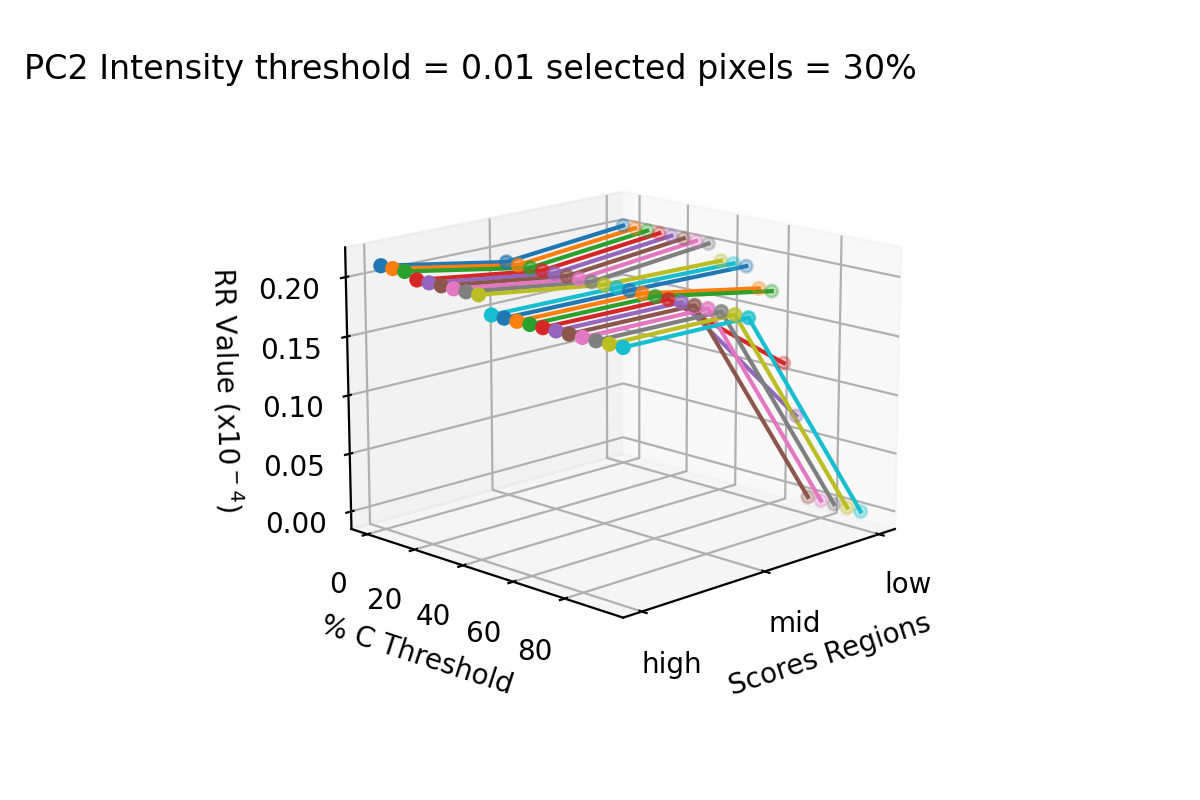 PC2 Intensity threshold = 0.01 selected pixels = 30%
RR Value (x10⁻⁴)
0.20
0.15
0.10
0.05
0.00
0
20
40
60
80
% C Threshold
high
mid
low
Scores Regions